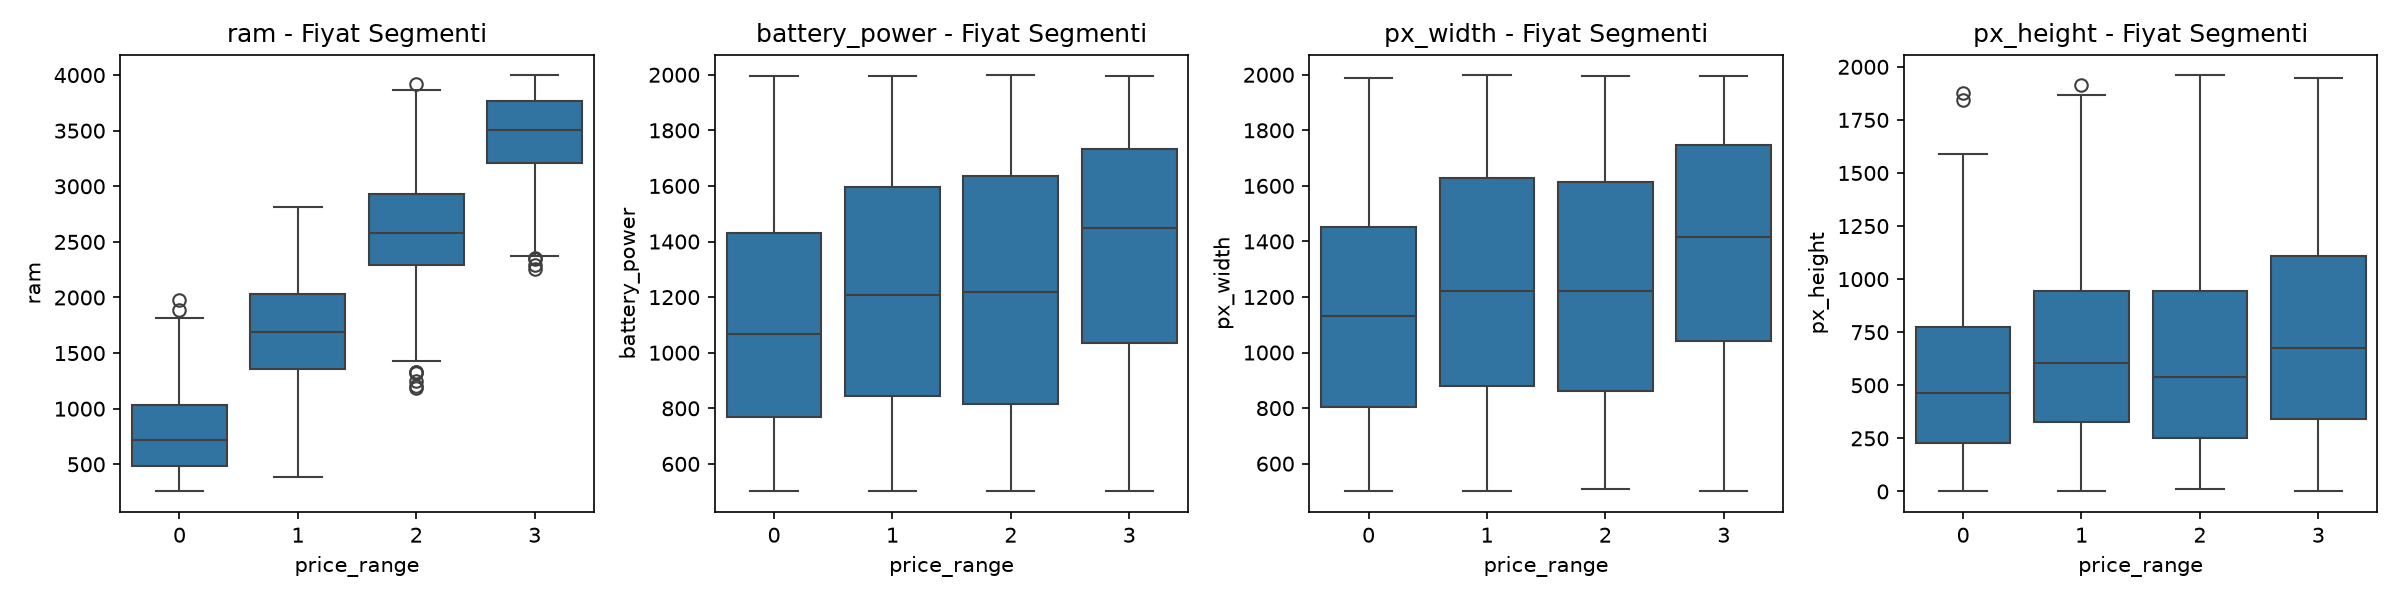 ram - Fiyat Segmenti
4000
3500
3000
2500
2000
1500
1000
500
ram
0 1 2 3
price_range
battery_power - Fiyat Segmenti
2000
1800
1600
1400
1200
1000
800
600
battery_power
0 1 2 3
price_range
px_width - Fiyat Segmenti
2000
1800
1600
1400
1200
1000
800
600
px_width
0 1 2 3
price_range
px_height - Fiyat Segmenti
2000
1750
1500
1250
1000
750
500
250
0
px_height
0 1 2 3
price_range